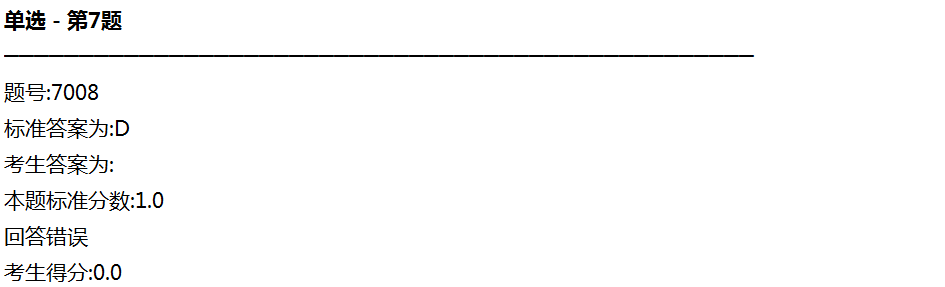 单选 - 第7题
题号:7008
标准答案为:D
考生答案为:
本题标准分数:1.0
回答错误
考生得分:0.0